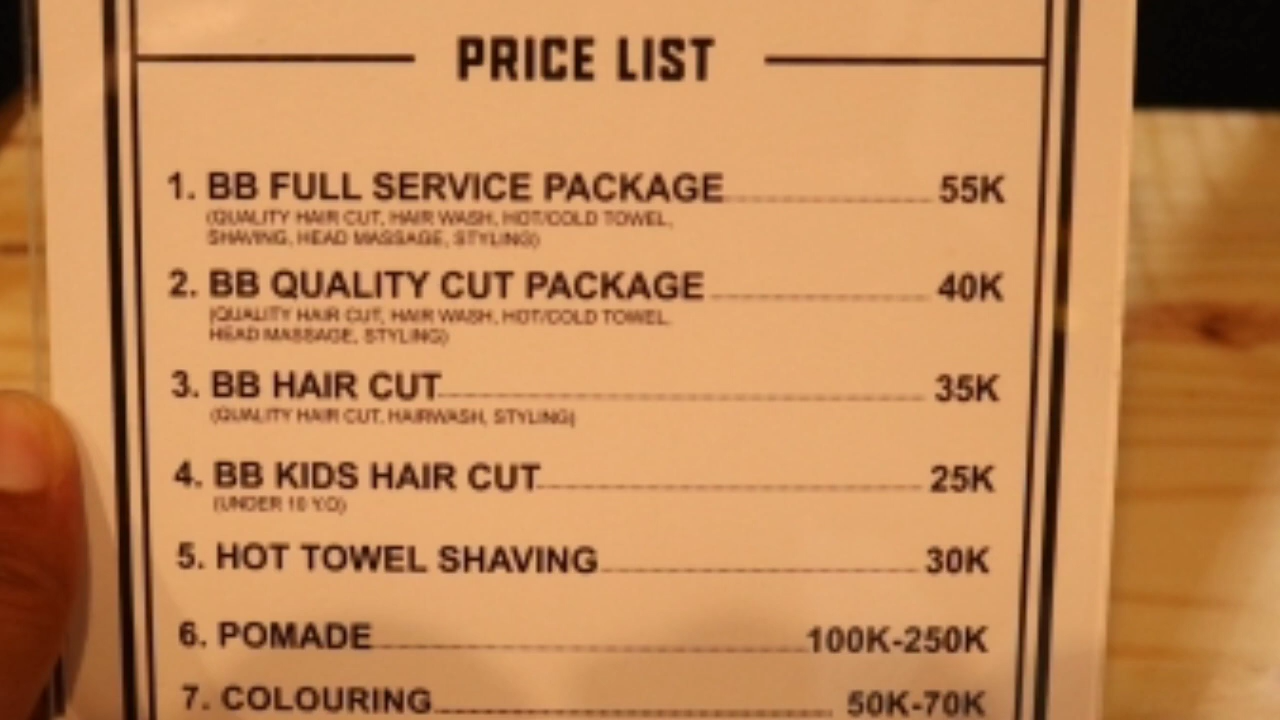 PRICE LIST
1. BB FULL SERVICE PACKAGE 55K
(QUALITY HAIR CUT, HAIR WASH, HOT/COLD TOWEL,
SHAVING, HEAD MASSAGE, STYLING)
2. BB QUALITY CUT PACKAGE 40K
(QUALITY HAIR CUT, HAIR WASH, HOT/COLD TOWEL,
HEAD MASSAGE, STYLING)
3. BB HAIR CUT 35K
(QUALITY HAIR CUT, HAIRWASH, STYLING)
4. BB KIDS HAIR CUT 25K
(UNDER 10 Y.O)
5. HOT TOWEL SHAVING 30K
6. POMADE 100K-250K
7. COLOURING 50K-70K